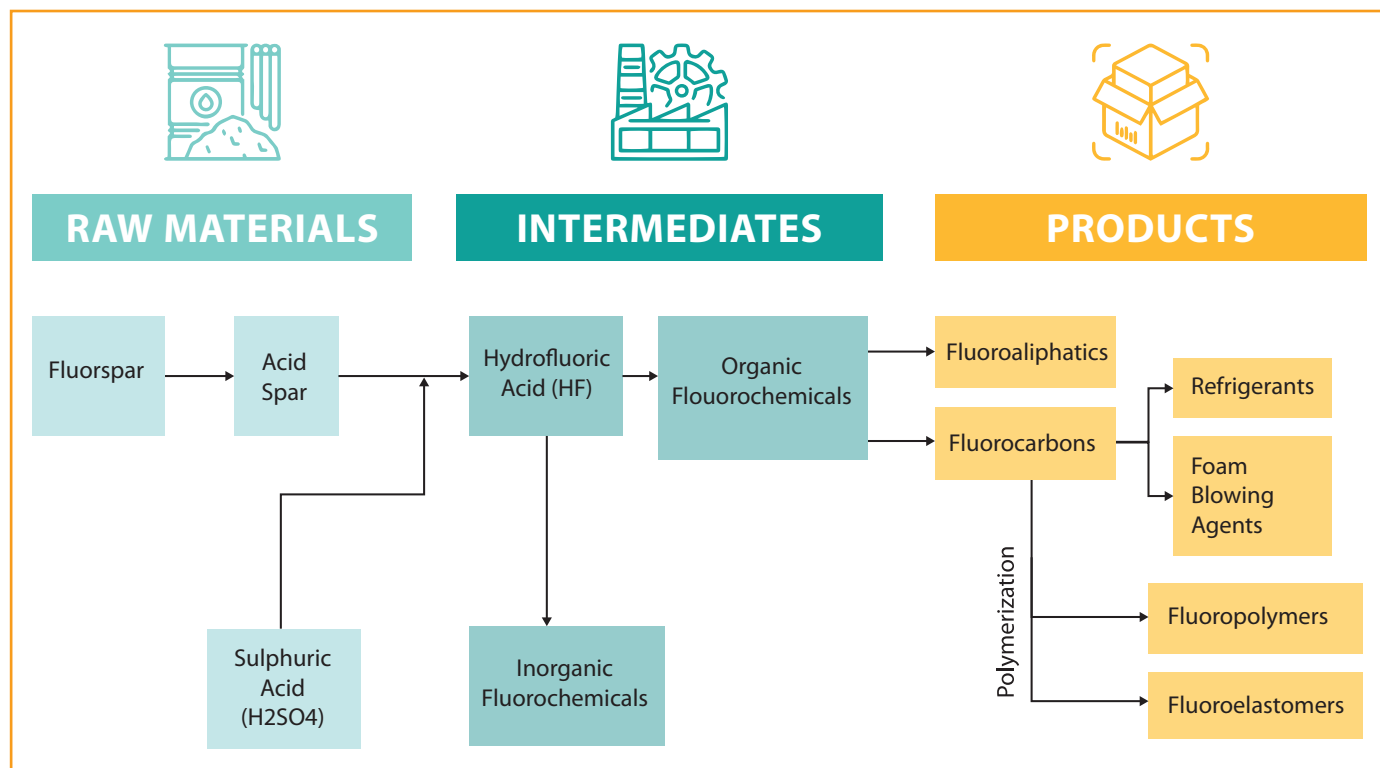 RAW MATERIALS
INTERMEDIATES
PRODUCTS
Fluorspar
Acid
Spar
Hydrofluoric
Acid (HF)
Organic
Flouorochemicals
Fluoroaliphatics
Fluorocarbons
Refrigerants
Foam
Blowing
Agents
Polymerization
Fluoropolymers
Fluoroelastomers
Sulphuric
Acid
(H2SO4)
Inorganic
Fluorochemicals